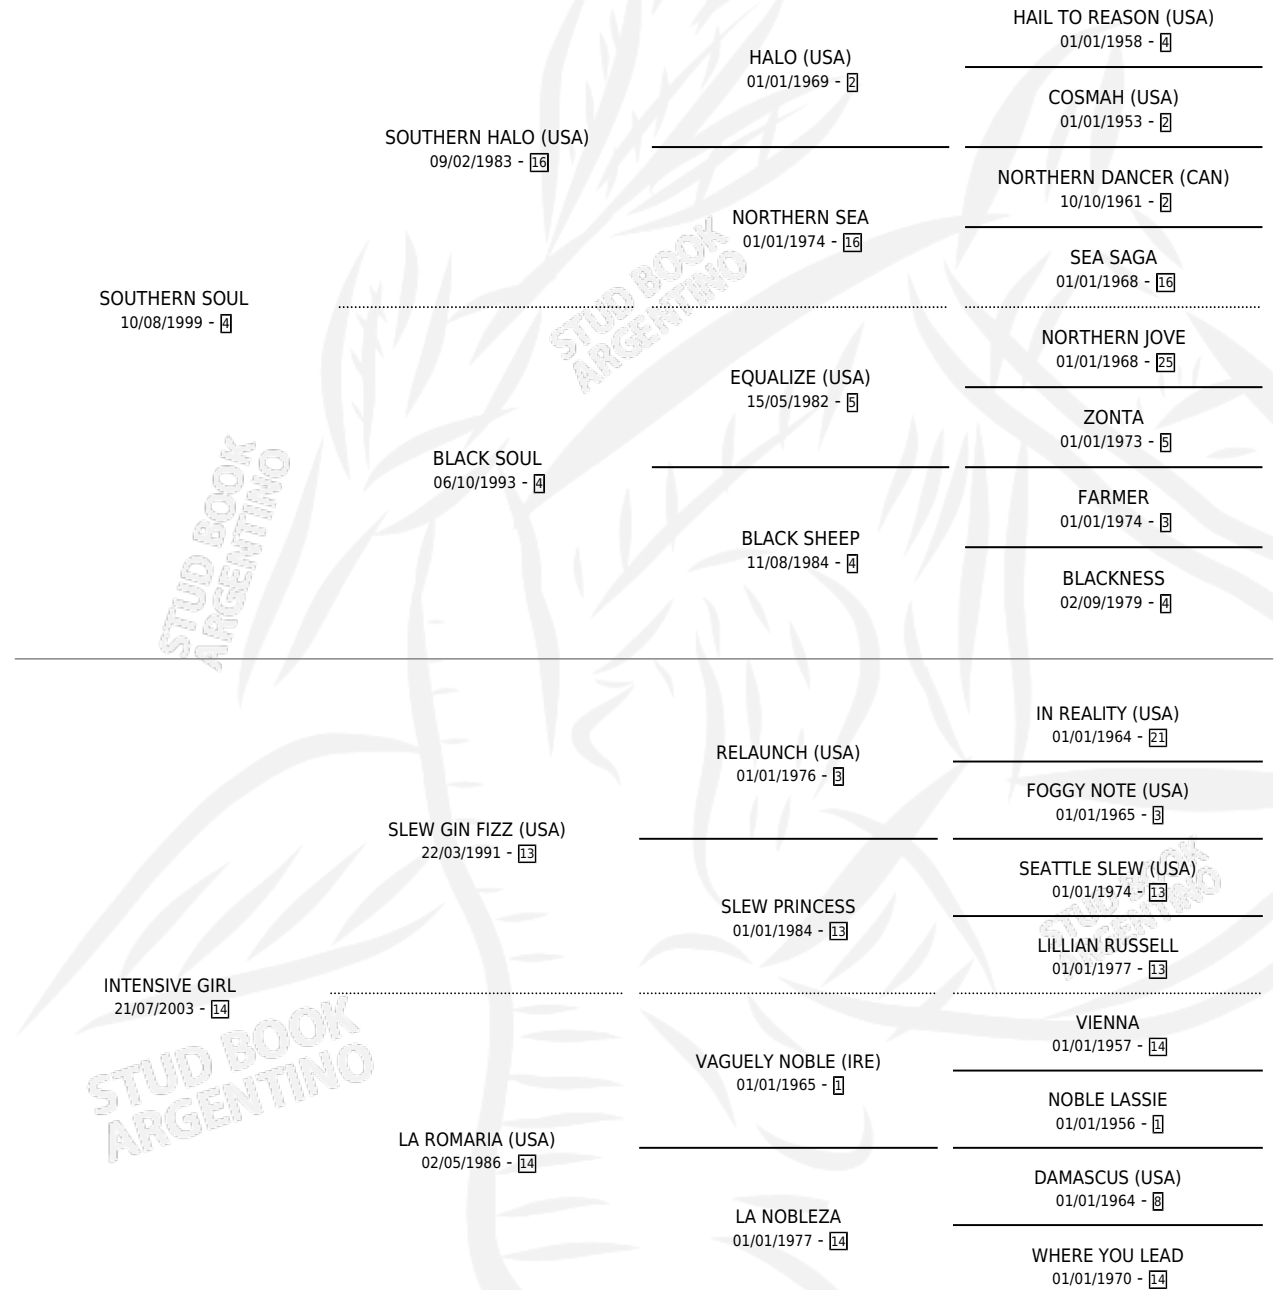 HAIL TO REASON (USA)
01/01/1958 - 4
HALO (USA)
01/01/1969 - 2
COSMAH (USA)
01/01/1953 - 2
SOUTHERN HALO (USA)
09/02/1983 - 16
NORTHERN DANCER (CAN)
10/10/1961 - 2
NORTHERN SEA
01/01/1974 - 16
SEA SAGA
01/01/1968 - 16
SOUTHERN SOUL
10/08/1999 - 4
STUD BOOK
ARGENTINO
NORTHERN JOVE
01/01/1968 - 25
EQUALIZE (USA)
15/05/1982 - 5
ZONTA
01/01/1973 - 5
BLACK SOUL
06/10/1993 - 4
FARMER
01/01/1974 - 3
BLACK SHEEP
11/08/1984 - 4
BLACKNESS
02/09/1979 - 4
STUD BOOK
ARGENTINO
IN REALITY (USA)
01/01/1964 - 21
RELAUNCH (USA)
01/01/1976 - 3
FOGGY NOTE (USA)
01/01/1965 - 3
SLEW GIN FIZZ (USA)
22/03/1991 - 13
SEATTLE SLEW (USA)
01/01/1974 - 13
STUD BOOK
ARGENTINO
SLEW PRINCESS
01/01/1984 - 13
LILLIAN RUSSELL
01/01/1977 - 13
INTENSIVE GIRL
21/07/2003 - 14
STUD BOOK
ARGENTINO
VIENNA
01/01/1957 - 14
VAGUELY NOBLE (IRE)
01/01/1965 - 1
NOBLE LASSIE
01/01/1956 - 1
LA ROMARIA (USA)
02/05/1986 - 14
DAMASCUS (USA)
01/01/1964 - 8
LA NOBLEZA
01/01/1977 - 14
WHERE YOU LEAD
01/01/1970 - 14